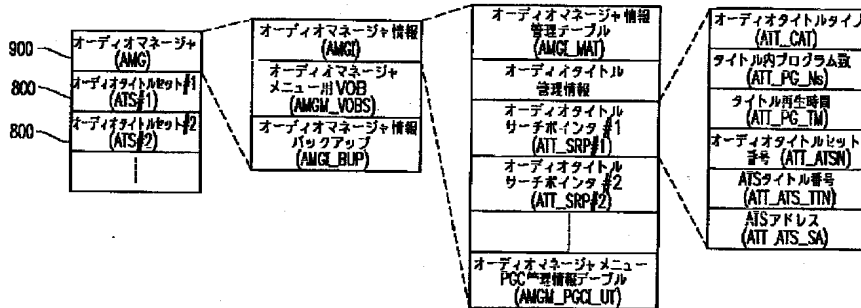 900
オーディオマネージャ
(AMG)
800
オーディオタイトルセット#1
(ATS#1)
800
オーディオタイトルセット#2
(ATS#2)
オーディオマネージャ情報
(AMGI)
オーディオマネージャ
メニュー用VOB
(AMGM_VOBS)
オーディオマネージャ情報
バックアップ
(AMGI_BUP)
オーディオマネージャ情報
管理テーブル
(AMGI_MAT)
オーディオタイトル
管理情報
オーディオタイトル
サーチポインタ #1
(ATT_SRP#1)
オーディオタイトル
サーチポインタ #2
(ATT_SRP#2)
オーディオマネージャメニュー
PGC管理情報テーブル
(AMGM_PGCI_UT)
オーディオタイトルタイプ
(ATT_CAT)
タイトル内プログラム数
(ATT_PG_Ns)
タイトル再生時間
(ATT_PG_TM)
オーディオタイトルセット
番号 (ATT_ATSN)
ATSタイトル番号
(ATT_ATS_TTN)
ATSアドレス
(ATT_ATS_SA)